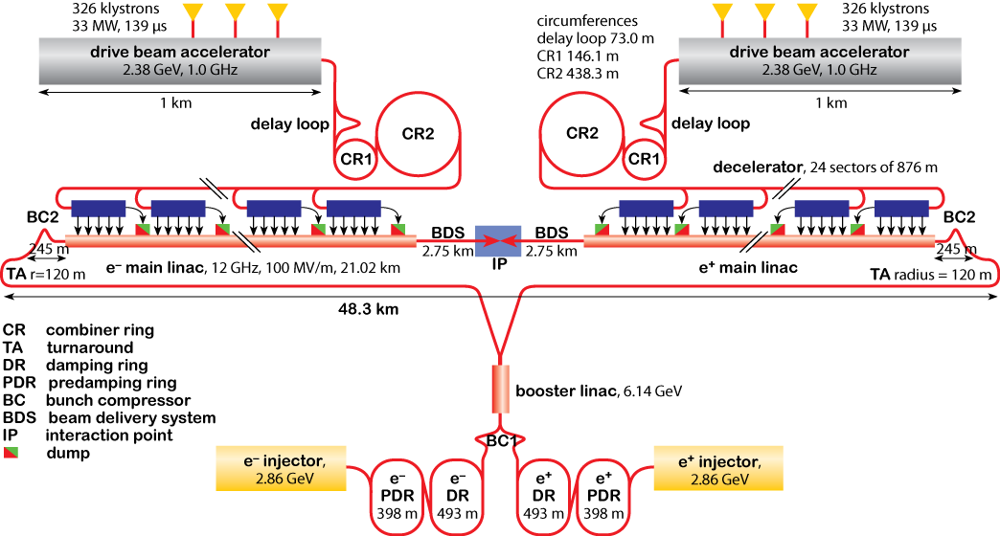 326 klystrons
33 MW, 139 μs
drive beam accelerator
2.38 GeV, 1.0 GHz
1 km
delay loop
CR1
CR2
circumferences
delay loop 73.0 m
CR1 146.1 m
CR2 438.3 m
326 klystrons
33 MW, 139 μs
drive beam accelerator
2.38 GeV, 1.0 GHz
1 km
CR2
CR1
delay loop
decelerator, 24 sectors of 876 m
BC2
245 m
TA r=120 m
e– main linac, 12 GHz, 100 MV/m, 21.02 km
BDS
2.75 km
IP
BDS
2.75 km
e+ main linac
BC2
245 m
TA radius = 120 m
48.3 km
CR combiner ring
TA turnaround
DR damping ring
PDR predamping ring
BC bunch compressor
BDS beam delivery system
IP interaction point
dump
booster linac, 6.14 GeV
BC1
e– injector,
2.86 GeV
e–
PDR
398 m
e–
DR
493 m
e+
DR
493 m
e+
PDR
398 m
e+ injector,
2.86 GeV